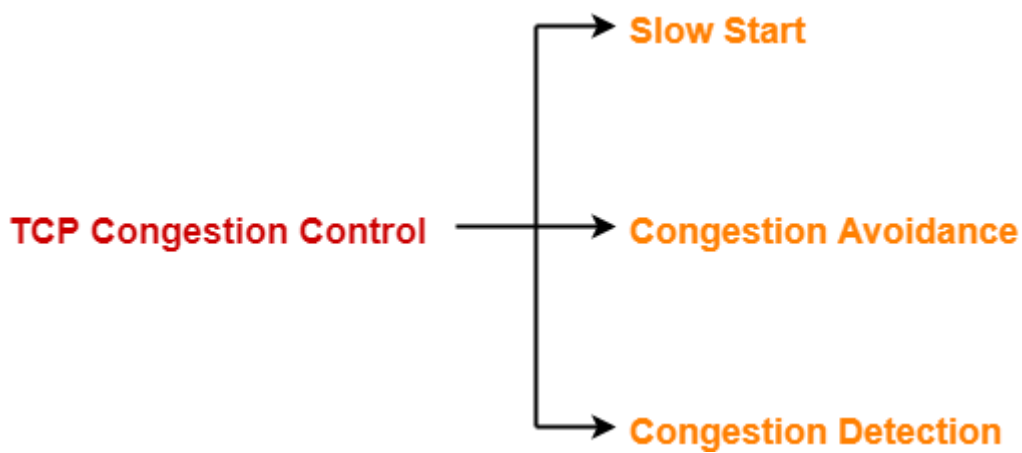 Slow Start
TCP Congestion Control
Congestion Avoidance
Congestion Detection